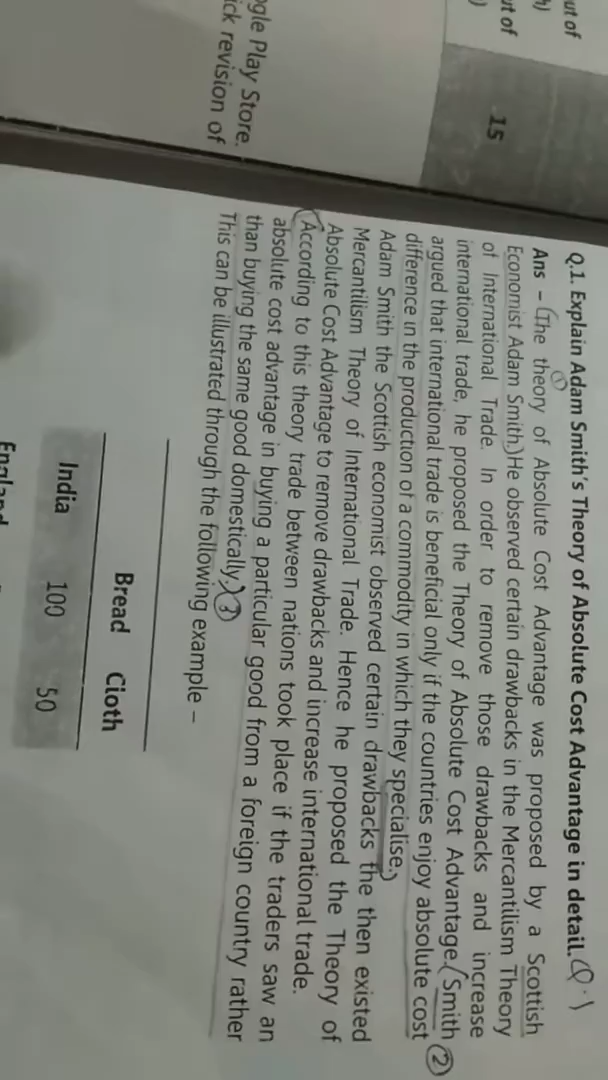 ut of
h)
ut of
)
15
ogle Play Store.
ick revision of
Q.1. Explain Adam Smith's Theory of Absolute Cost Advantage in detail. Q.1
①
Ans – (The theory of Absolute Cost Advantage was proposed by a Scottish
Economist Adam Smith.) He observed certain drawbacks in the Mercantilism Theory
of International Trade. In order to remove those drawbacks and increase
international trade, he proposed the Theory of Absolute Cost Advantage. (Smith
argued that international trade is beneficial only if the countries enjoy absolute cost ②
difference in the production of a commodity in which they specialise.)
Adam Smith the Scottish economist observed certain drawbacks the then existed
Mercantilism Theory of International Trade. Hence he proposed the Theory of
Absolute Cost Advantage to remove drawbacks and increase international trade.
(According to this theory trade between nations took place if the traders saw an
absolute cost advantage in buying a particular good from a foreign country rather
than buying the same good domestically.) ③
This can be illustrated through the following example –
Bread Cloth
India 100 50
England